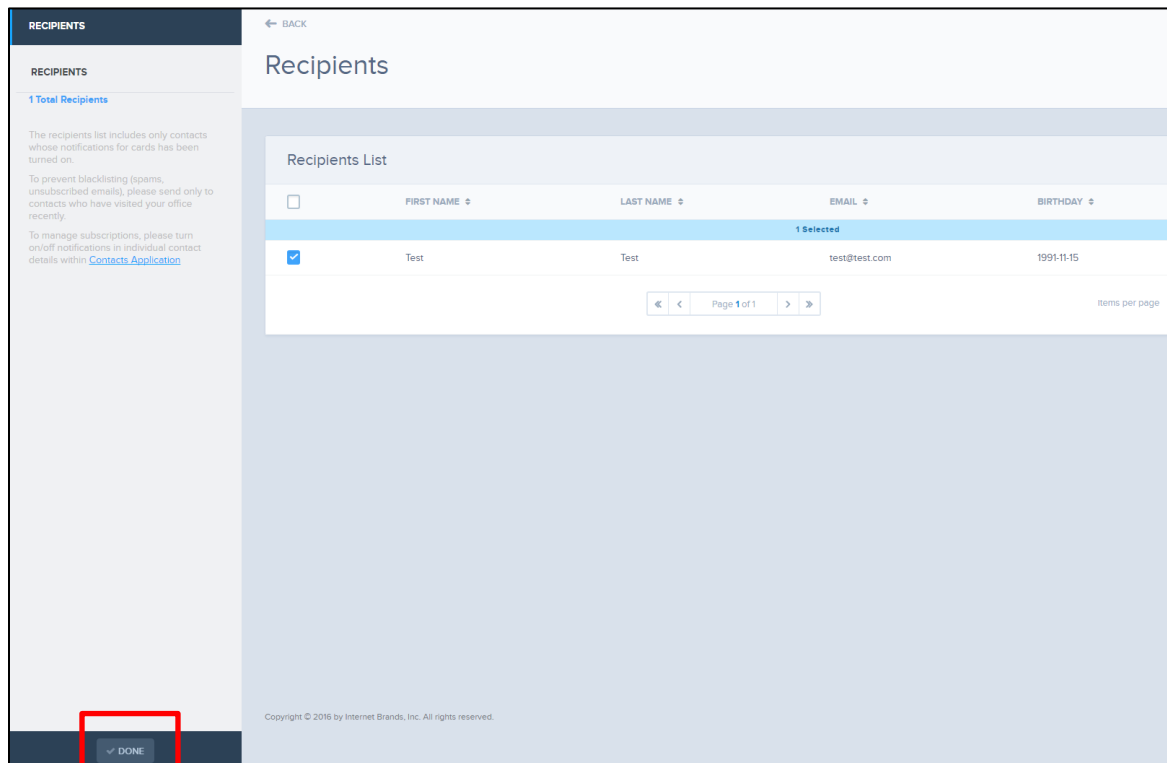 RECIPIENTS
RECIPIENTS
1 Total Recipients
The recipients list includes only contacts
whose notifications for cards has been
turned on.
To prevent blacklisting (spams,
unsubscribed emails), please send only to
contacts who have visited your office
recently.
To manage subscriptions, please turn
on/off notifications in individual contact
details within Contacts Application
DONE
BACK
Recipients
Recipients List
FIRST NAME LAST NAME EMAIL BIRTHDAY
1 Selected
Test Test test@test.com 1991-11-15
Page 1 of 1
Items per page
Copyright © 2016 by Internet Brands, Inc. All rights reserved.